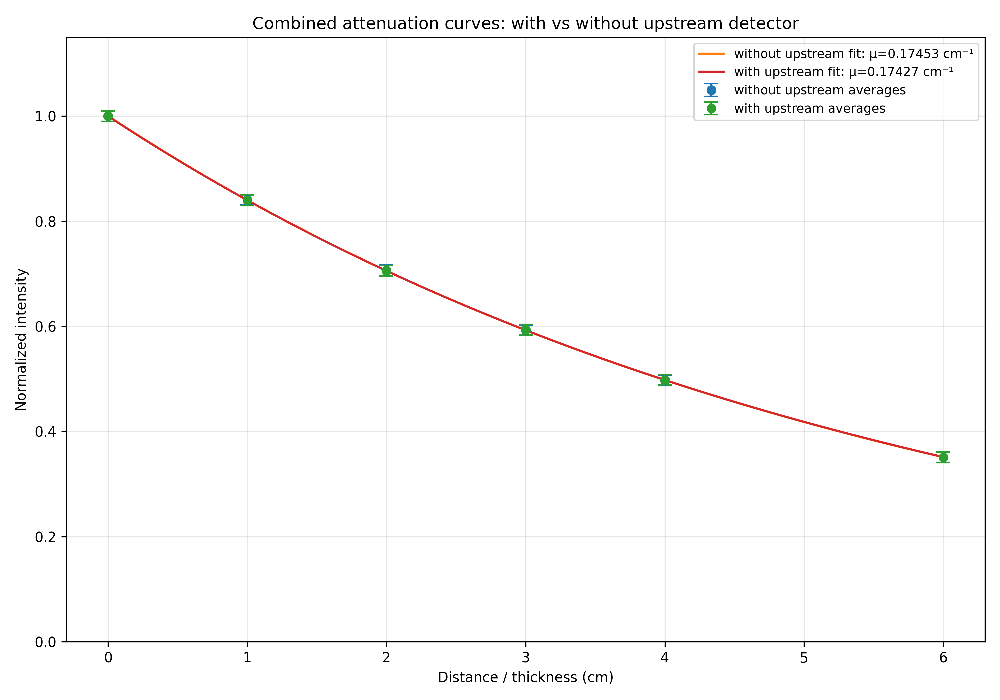 Combined attenuation curves: with vs without upstream detector
without upstream fit: μ=0.17453 cm⁻¹
with upstream fit: μ=0.17427 cm⁻¹
without upstream averages
with upstream averages
1.0
0.8
0.6
0.4
0.2
0.0
Normalized intensity
0 1 2 3 4 5 6
Distance / thickness (cm)